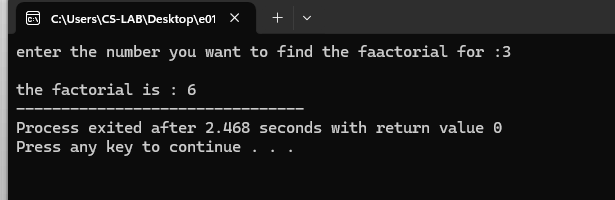 C:\Users\CS-LAB\Desktop\e01
enter the number you want to find the faactorial for :3
the factorial is : 6
--------------------------------
Process exited after 2.468 seconds with return value 0
Press any key to continue . . .